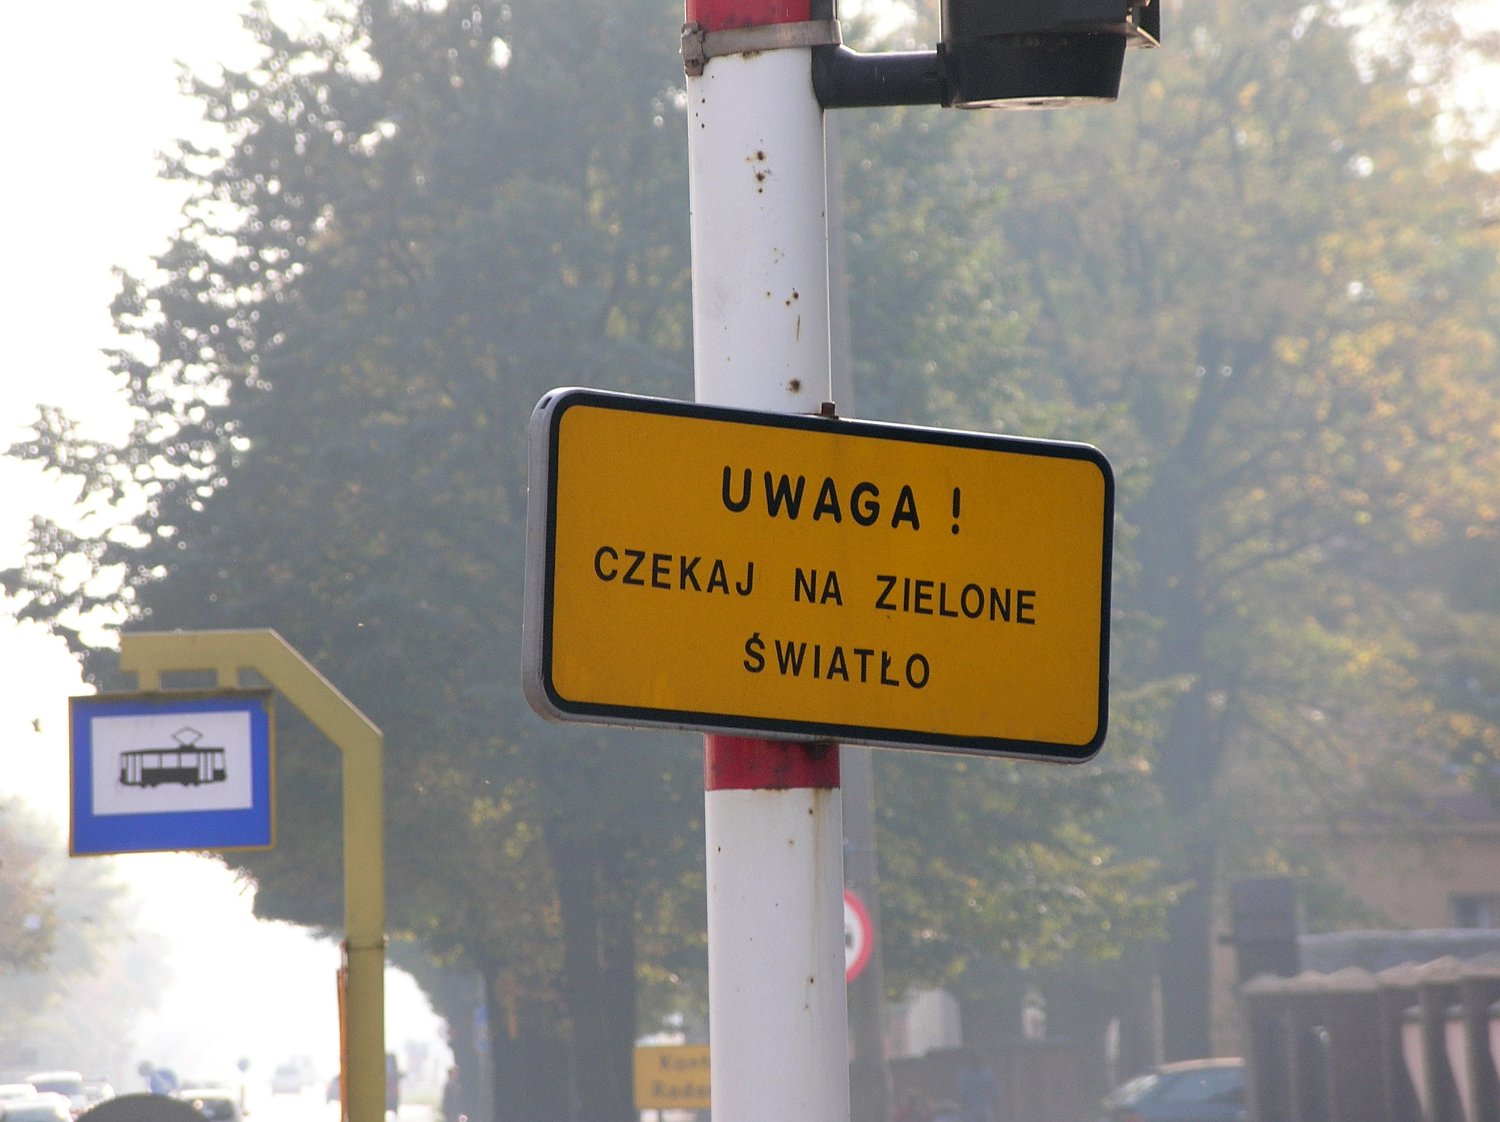 UWAGA !
CZEKAJ NA ZIELONE
ŚWIATŁO